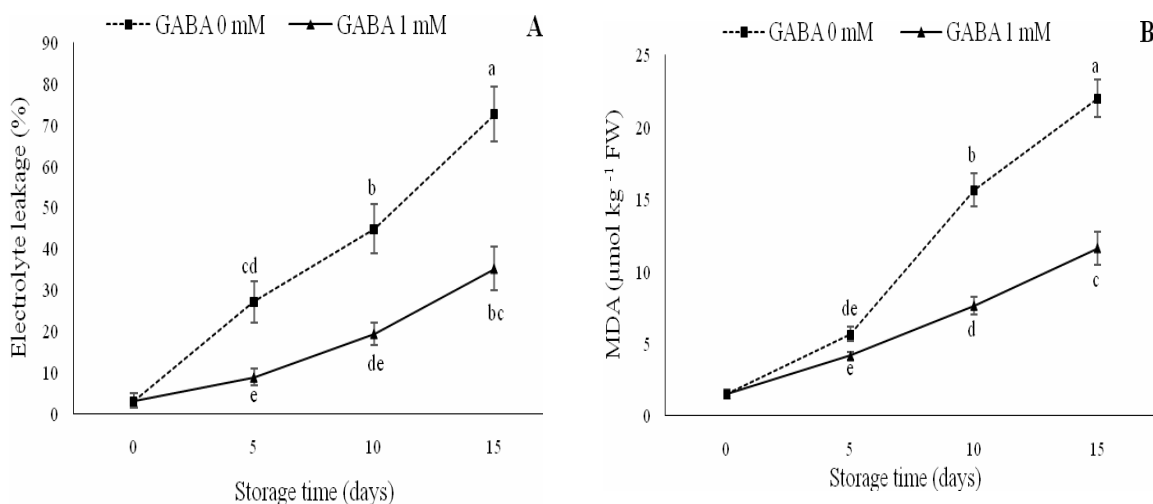 GABA 0 mM GABA 1 mM
A
90
80
70
60
50
40
30
20
10
0
Electrolyte leakage (%)
a
b
cd
bc
de
e
0 5 10 15
Storage time (days)
GABA 0 mM GABA 1 mM
B
25
20
15
10
5
0
MDA (µmol kg -1 FW)
a
b
c
de
d
e
0 5 10 15
Storage time (days)